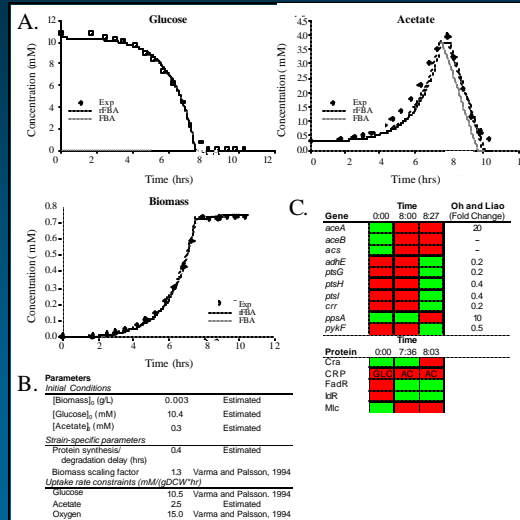 A.
Glucose
Concentration (mM)
12
10
8
6
4
2
0
Exp
rFBA
FBA
0 2 4 6 8 10 12
Time (hrs)
Acetate
Concentration ( mM)
4.5
4
3.5
3
2.5
2
1.5
1
0.5
0
Exp
rFBA
FBA
0 2 4 6 8 10 12
Time (hrs)
Biomass
Concentration ( mM)
0.8
0.7
0.6
0.5
0.4
0.3
0.2
0.1
0.0
Exp
rFBA
FBA
0 2 4 6 8 10 12
Time (hrs)
C.
Time Oh and Liao
Gene 0:00 8:00 8:27 (Fold Change)
aceA 20
aceB –
acs –
adhE 0.2
ptsG 0.2
ptsH 0.4
ptsI 0.4
crr 0.2
ppsA 10
pykF 0.5
Time
Protein 0:00 7:36 8:03
Cra
CRP GLC AC AC
FadR
IclR
Mlc
B.
Parameters
Initial Conditions
[Biomass]0 (g/L) 0.003 Estimated
[Glucose]0 (mM) 10.4 Estimated
[Acetate]0 (mM) 0.3 Estimated
Strain-specific parameters
Protein synthesis/ 0.4 Estimated
degradation delay (hrs)
Biomass scaling factor 1.3 Varma and Palsson, 1994
Uptake rate constraints (mM/(gDCW*hr)
Glucose 10.5 Varma and Palsson. 1994
Acetate 2.5 Estimated
Oxygen 15.0 Varma and Palsson, 1994